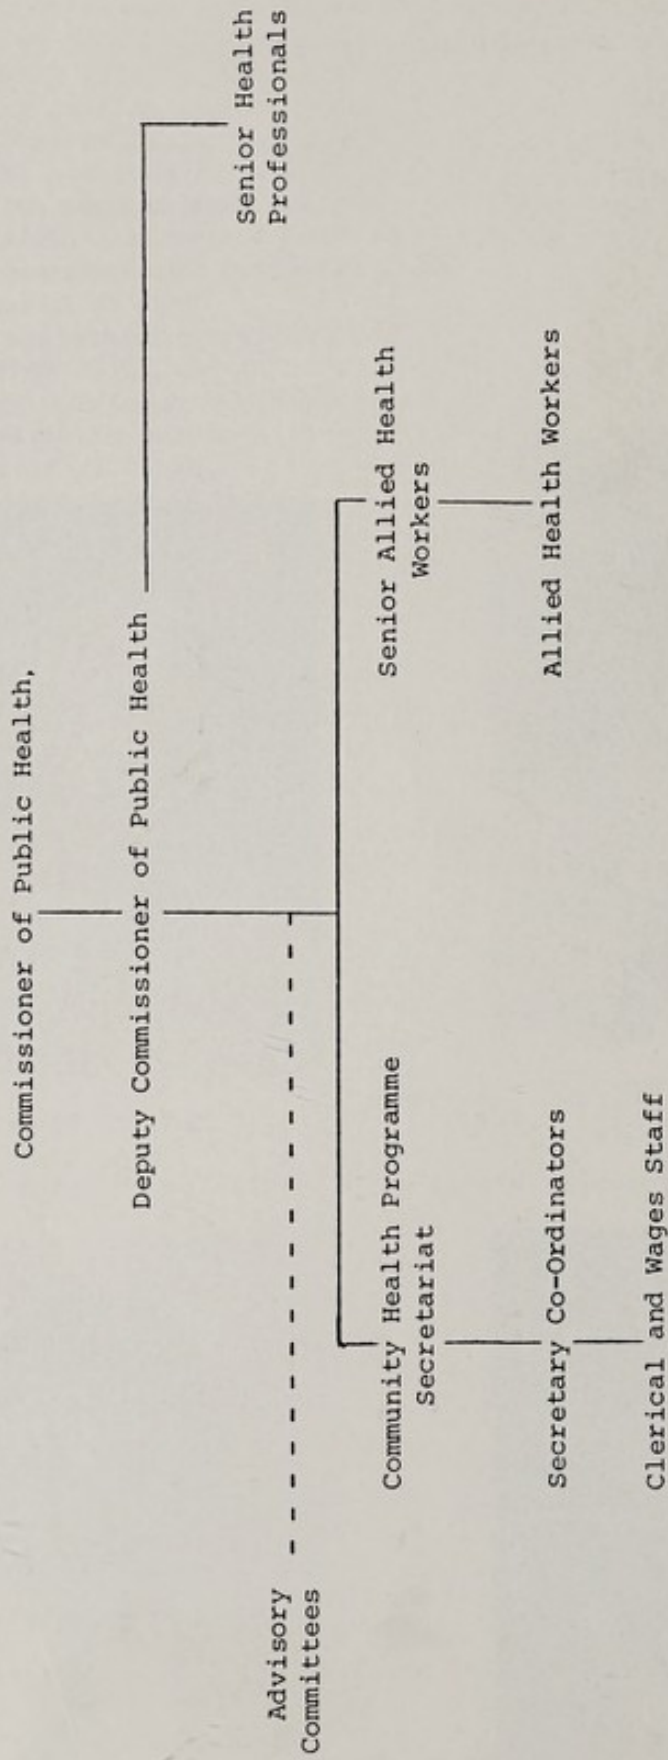 Commissioner of Public Health,
Deputy Commissioner of Public Health
Senior Health
Professionals
Advisory
Committees
Community Health Programme
Secretariat
Senior Allied Health
Workers
Secretary Co-Ordinators
Allied Health Workers
Clerical and Wages Staff